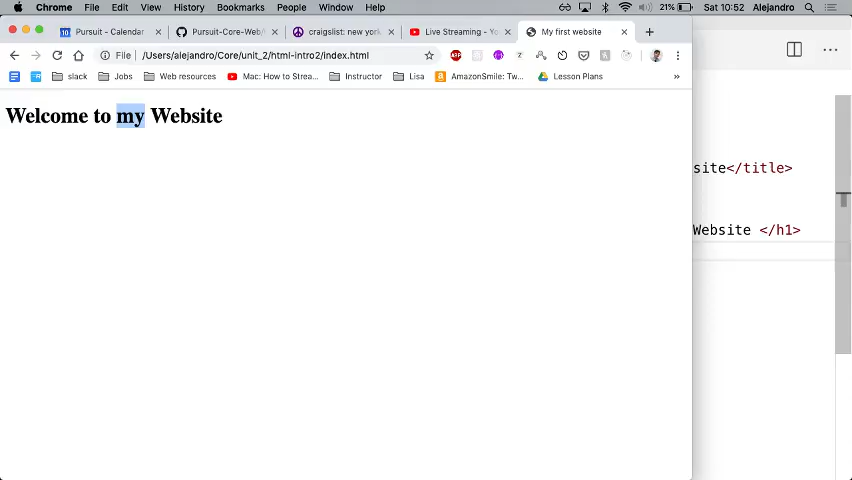 Chrome File Edit View History Bookmarks People Window Help 21% Sat 10:52 Alejandro
Pursuit - Calendar Pursuit-Core-Web/ craigslist: new york Live Streaming - Yo My first website
File /Users/alejandro/Core/unit_2/html-intro2/index.html
slack Jobs Web resources Mac: How to Strea... Instructor Lisa AmazonSmile: Tw... Lesson Plans »
Welcome to my Website
site</title>
Website </h1>